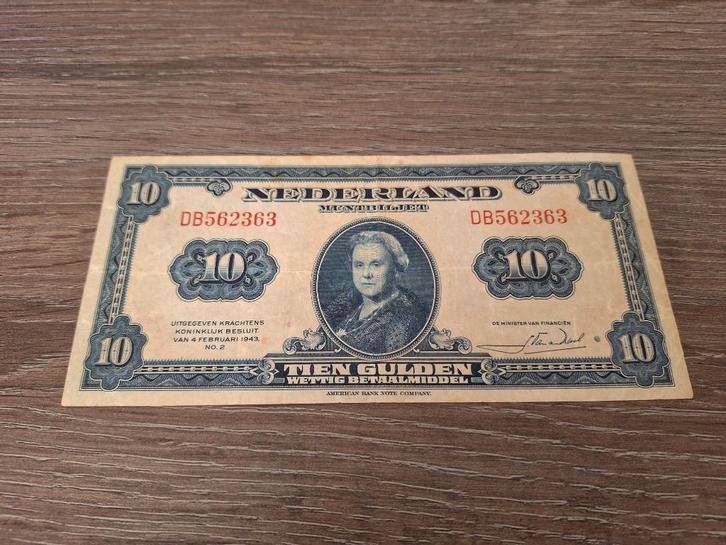 10 NEDERLAND 10
MUNTBILJET
DB562363 DB562363
10 10
UITGEGEVEN KRACHTENS
KONINKLIJK BESLUIT
VAN 4 FEBRUARI 1943,
NO. 2
DE MINISTER VAN FINANCIËN
10 TIEN GULDEN 10
WETTIG BETAALMIDDEL
AMERICAN BANK NOTE COMPANY.